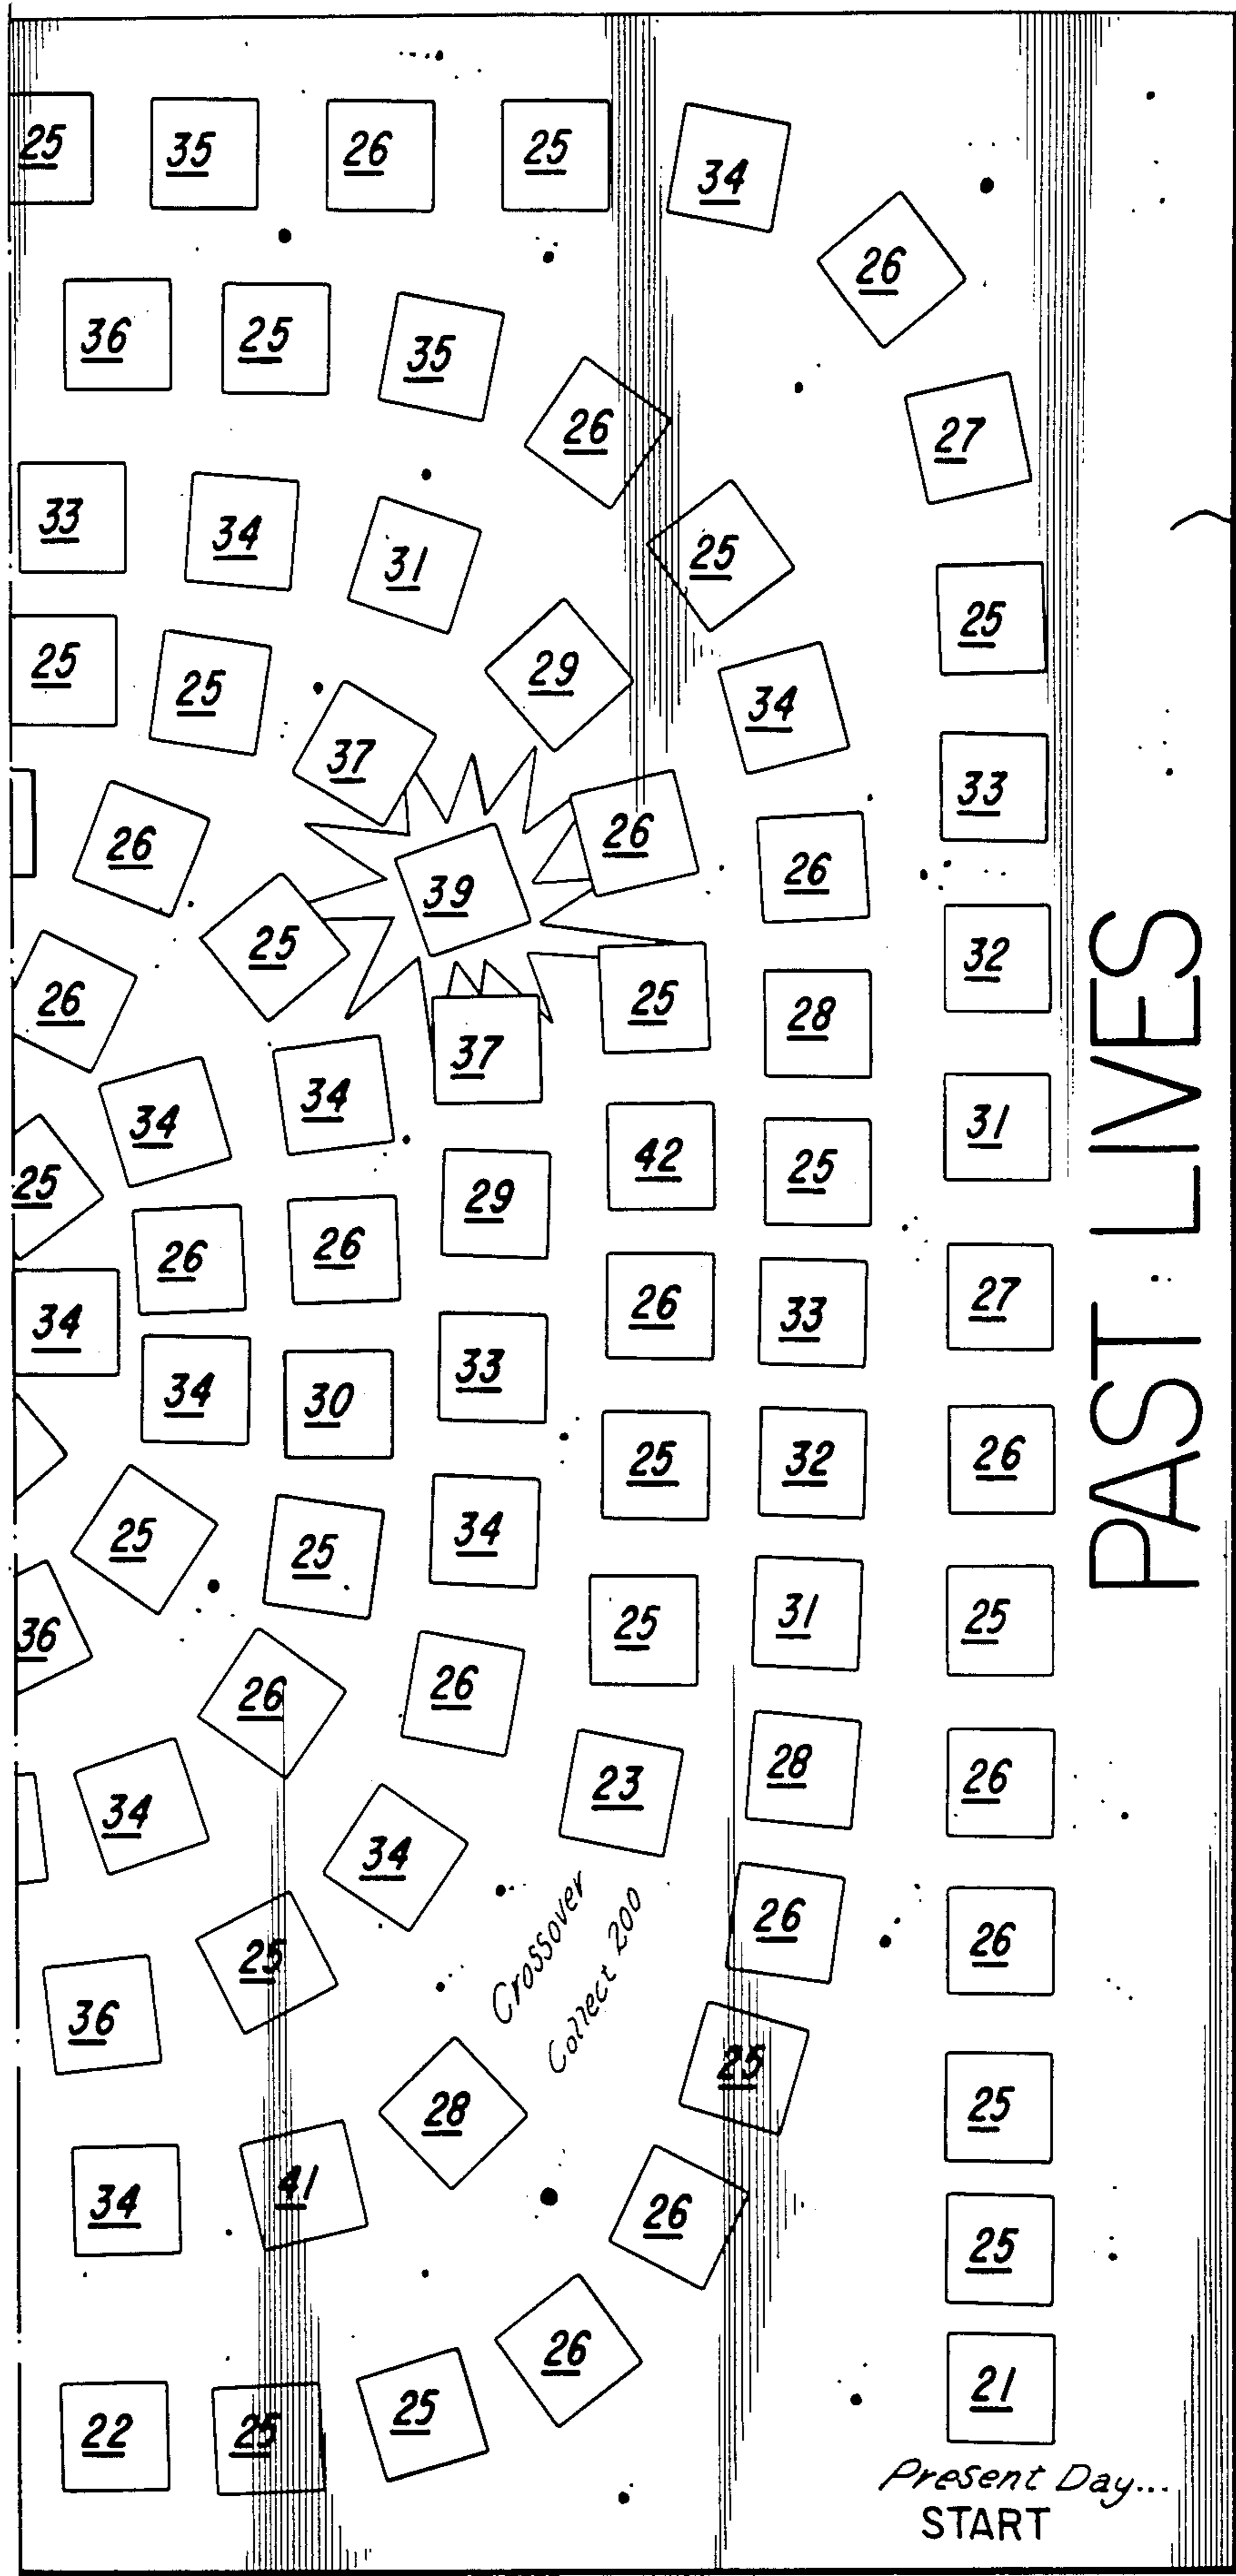 25 35 26 25 34
26
36 25 35
26 27
33 34 31
25
25
25 25 29
34
37
33
26 39 26
26
25
26 25 32
28
37
34 34 31
42 25
25 29
26 26
34 26 33 27
34 30 33
25 32 26
25 25 34
36 25 31 25
26 26
34 23 28 26
34
25 26 26
36
25 25
28
34 41 26 25
26
22 25 25 21
PAST LIVES
Crossover
Collect 200
Present Day...
START